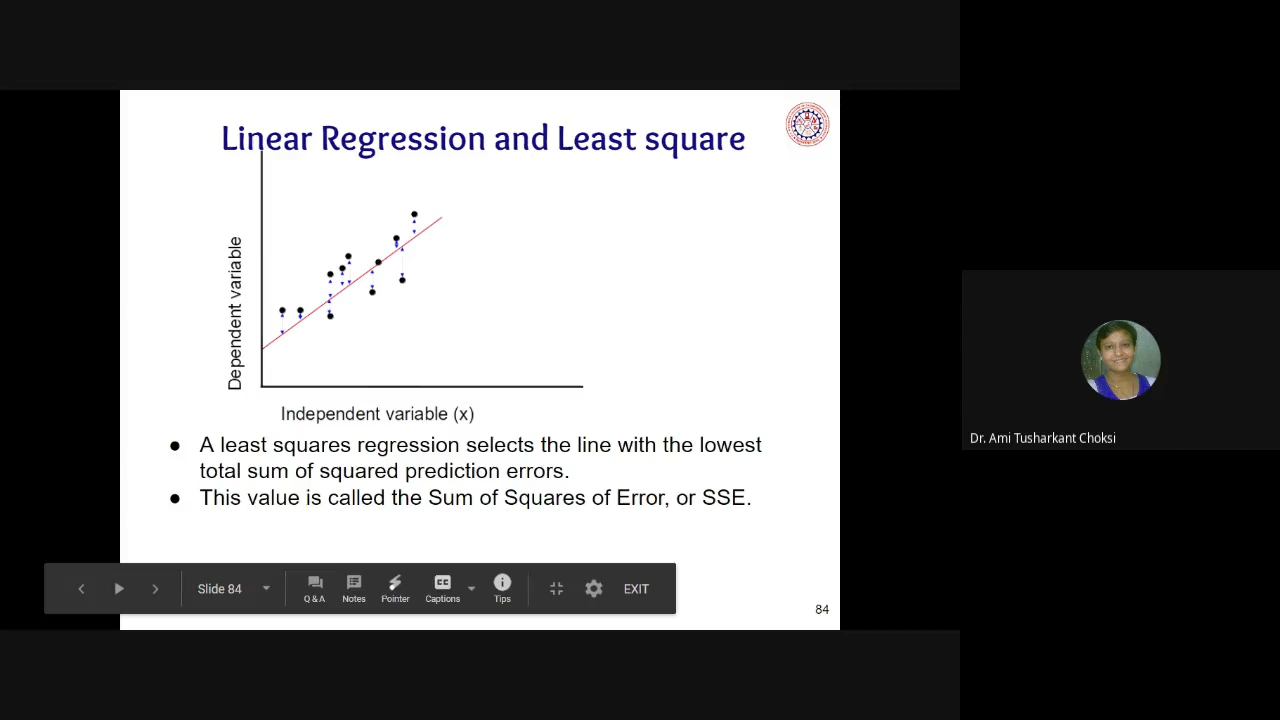 Linear Regression and Least square
Dependent variable
Independent variable (x)
● A least squares regression selects the line with the lowest
total sum of squared prediction errors.
● This value is called the Sum of Squares of Error, or SSE.
Slide 84
Q & A
Notes
Pointer
CC
Captions
Tips
EXIT
84
Dr. Ami Tusharkant Choksi